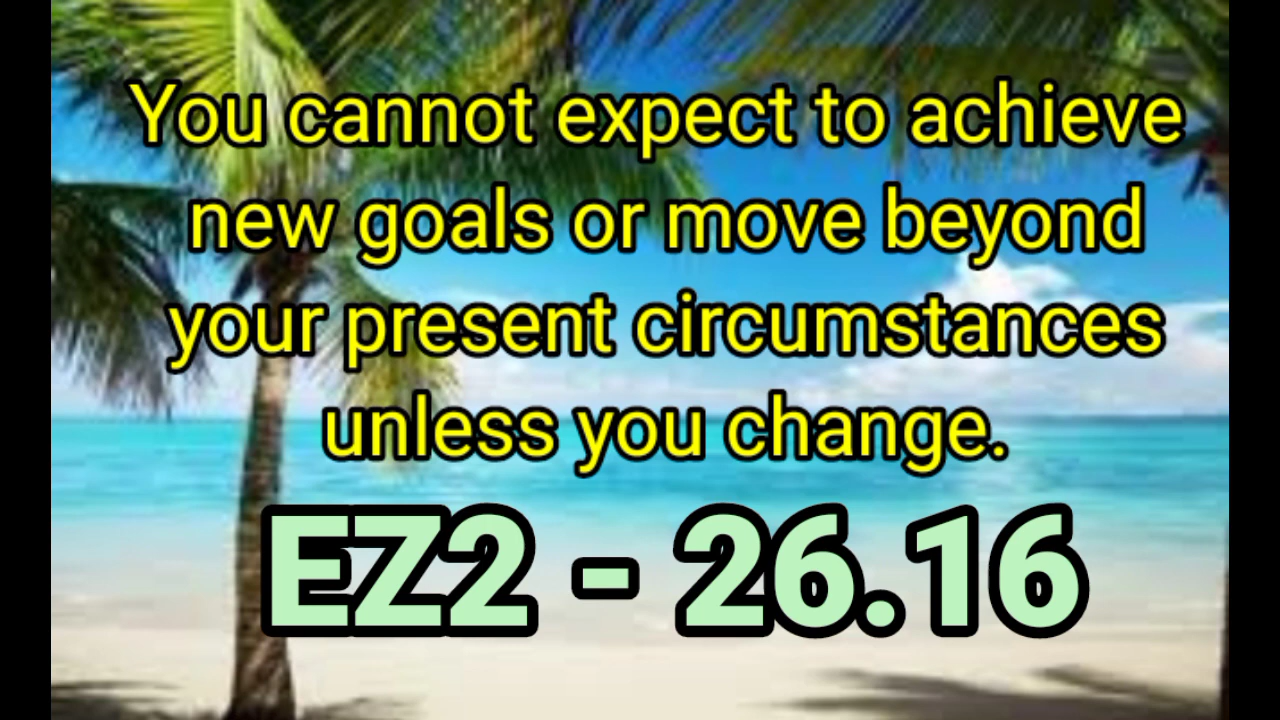 You cannot expect to achieve
new goals or move beyond
your present circumstances
unless you change.
EZ2 - 26.16